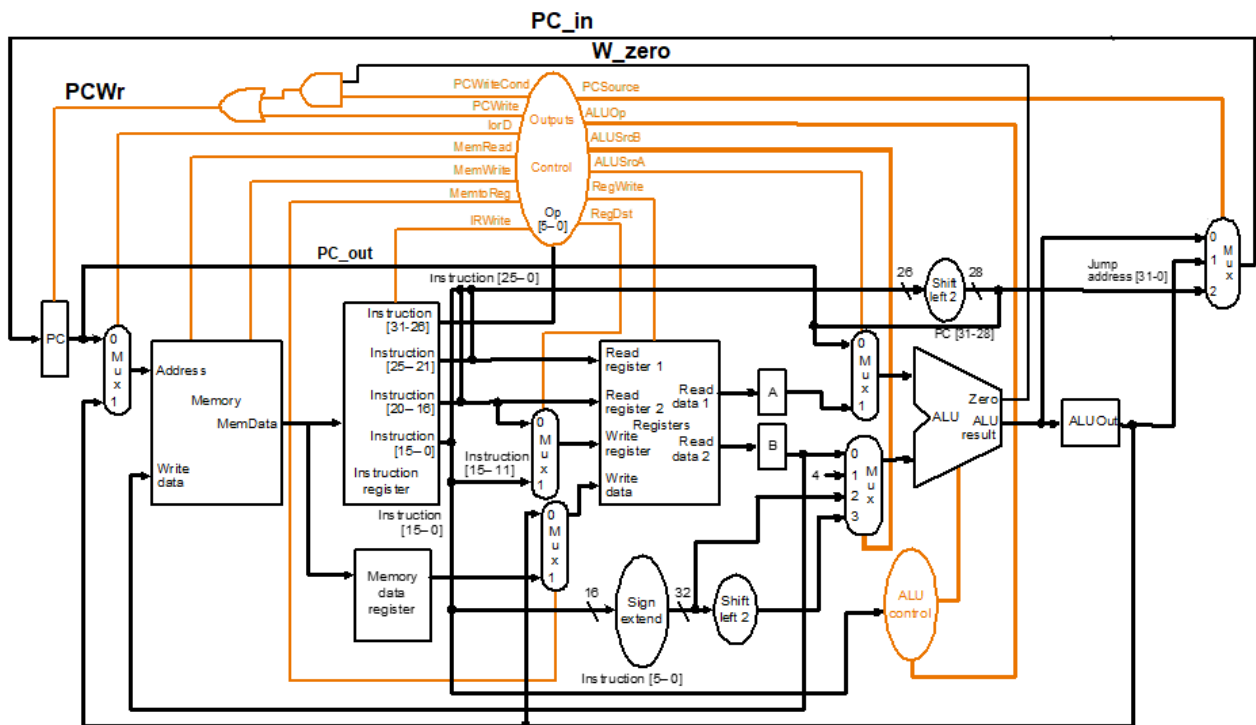 PC_in
W_zero
PCWr
PCWriteCond
PCWrite
IorD
MemRead
MemWrite
MemtoReg
IRWrite
Outputs
Control
Op
[5–0]
PCSource
ALUOp
ALUSrcB
ALUSrcA
RegWrite
RegDst
PC_out
Instruction [25–0]
26
Shift
left 2
28
Jump
address [31-0]
PC [31-28]
0
1
2
M
u
x
PC
0
M
u
x
1
Address
Memory
MemData
Write
data
Instruction
[31-26]
Instruction
[25–21]
Instruction
[20–16]
Instruction
[15–0]
Instruction
register
Instruction
[15–11]
Instruction
[15–0]
0
M
u
x
1
0
M
u
x
1
Read
register 1
Read
register 2
Registers
Write
register
Write
data
Read
data 1
Read
data 2
A
B
0
M
u
x
1
4
0
1
2
3
M
u
x
Zero
ALU
ALU
result
ALUOut
Memory
data
register
16
Sign
extend
32
Shift
left 2
ALU
control
Instruction [5–0]